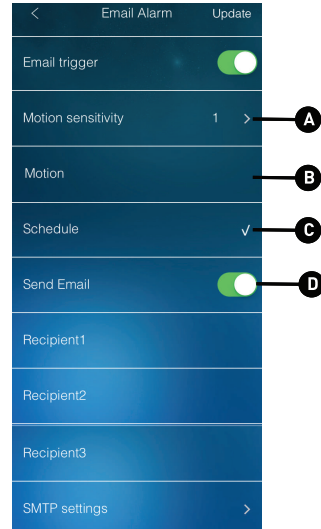 Email Alarm Update
Email trigger
Motion sensitivity 1 A
Motion B
Schedule C
Send Email D
Recipient1
Recipient2
Recipient3
SMTP settings